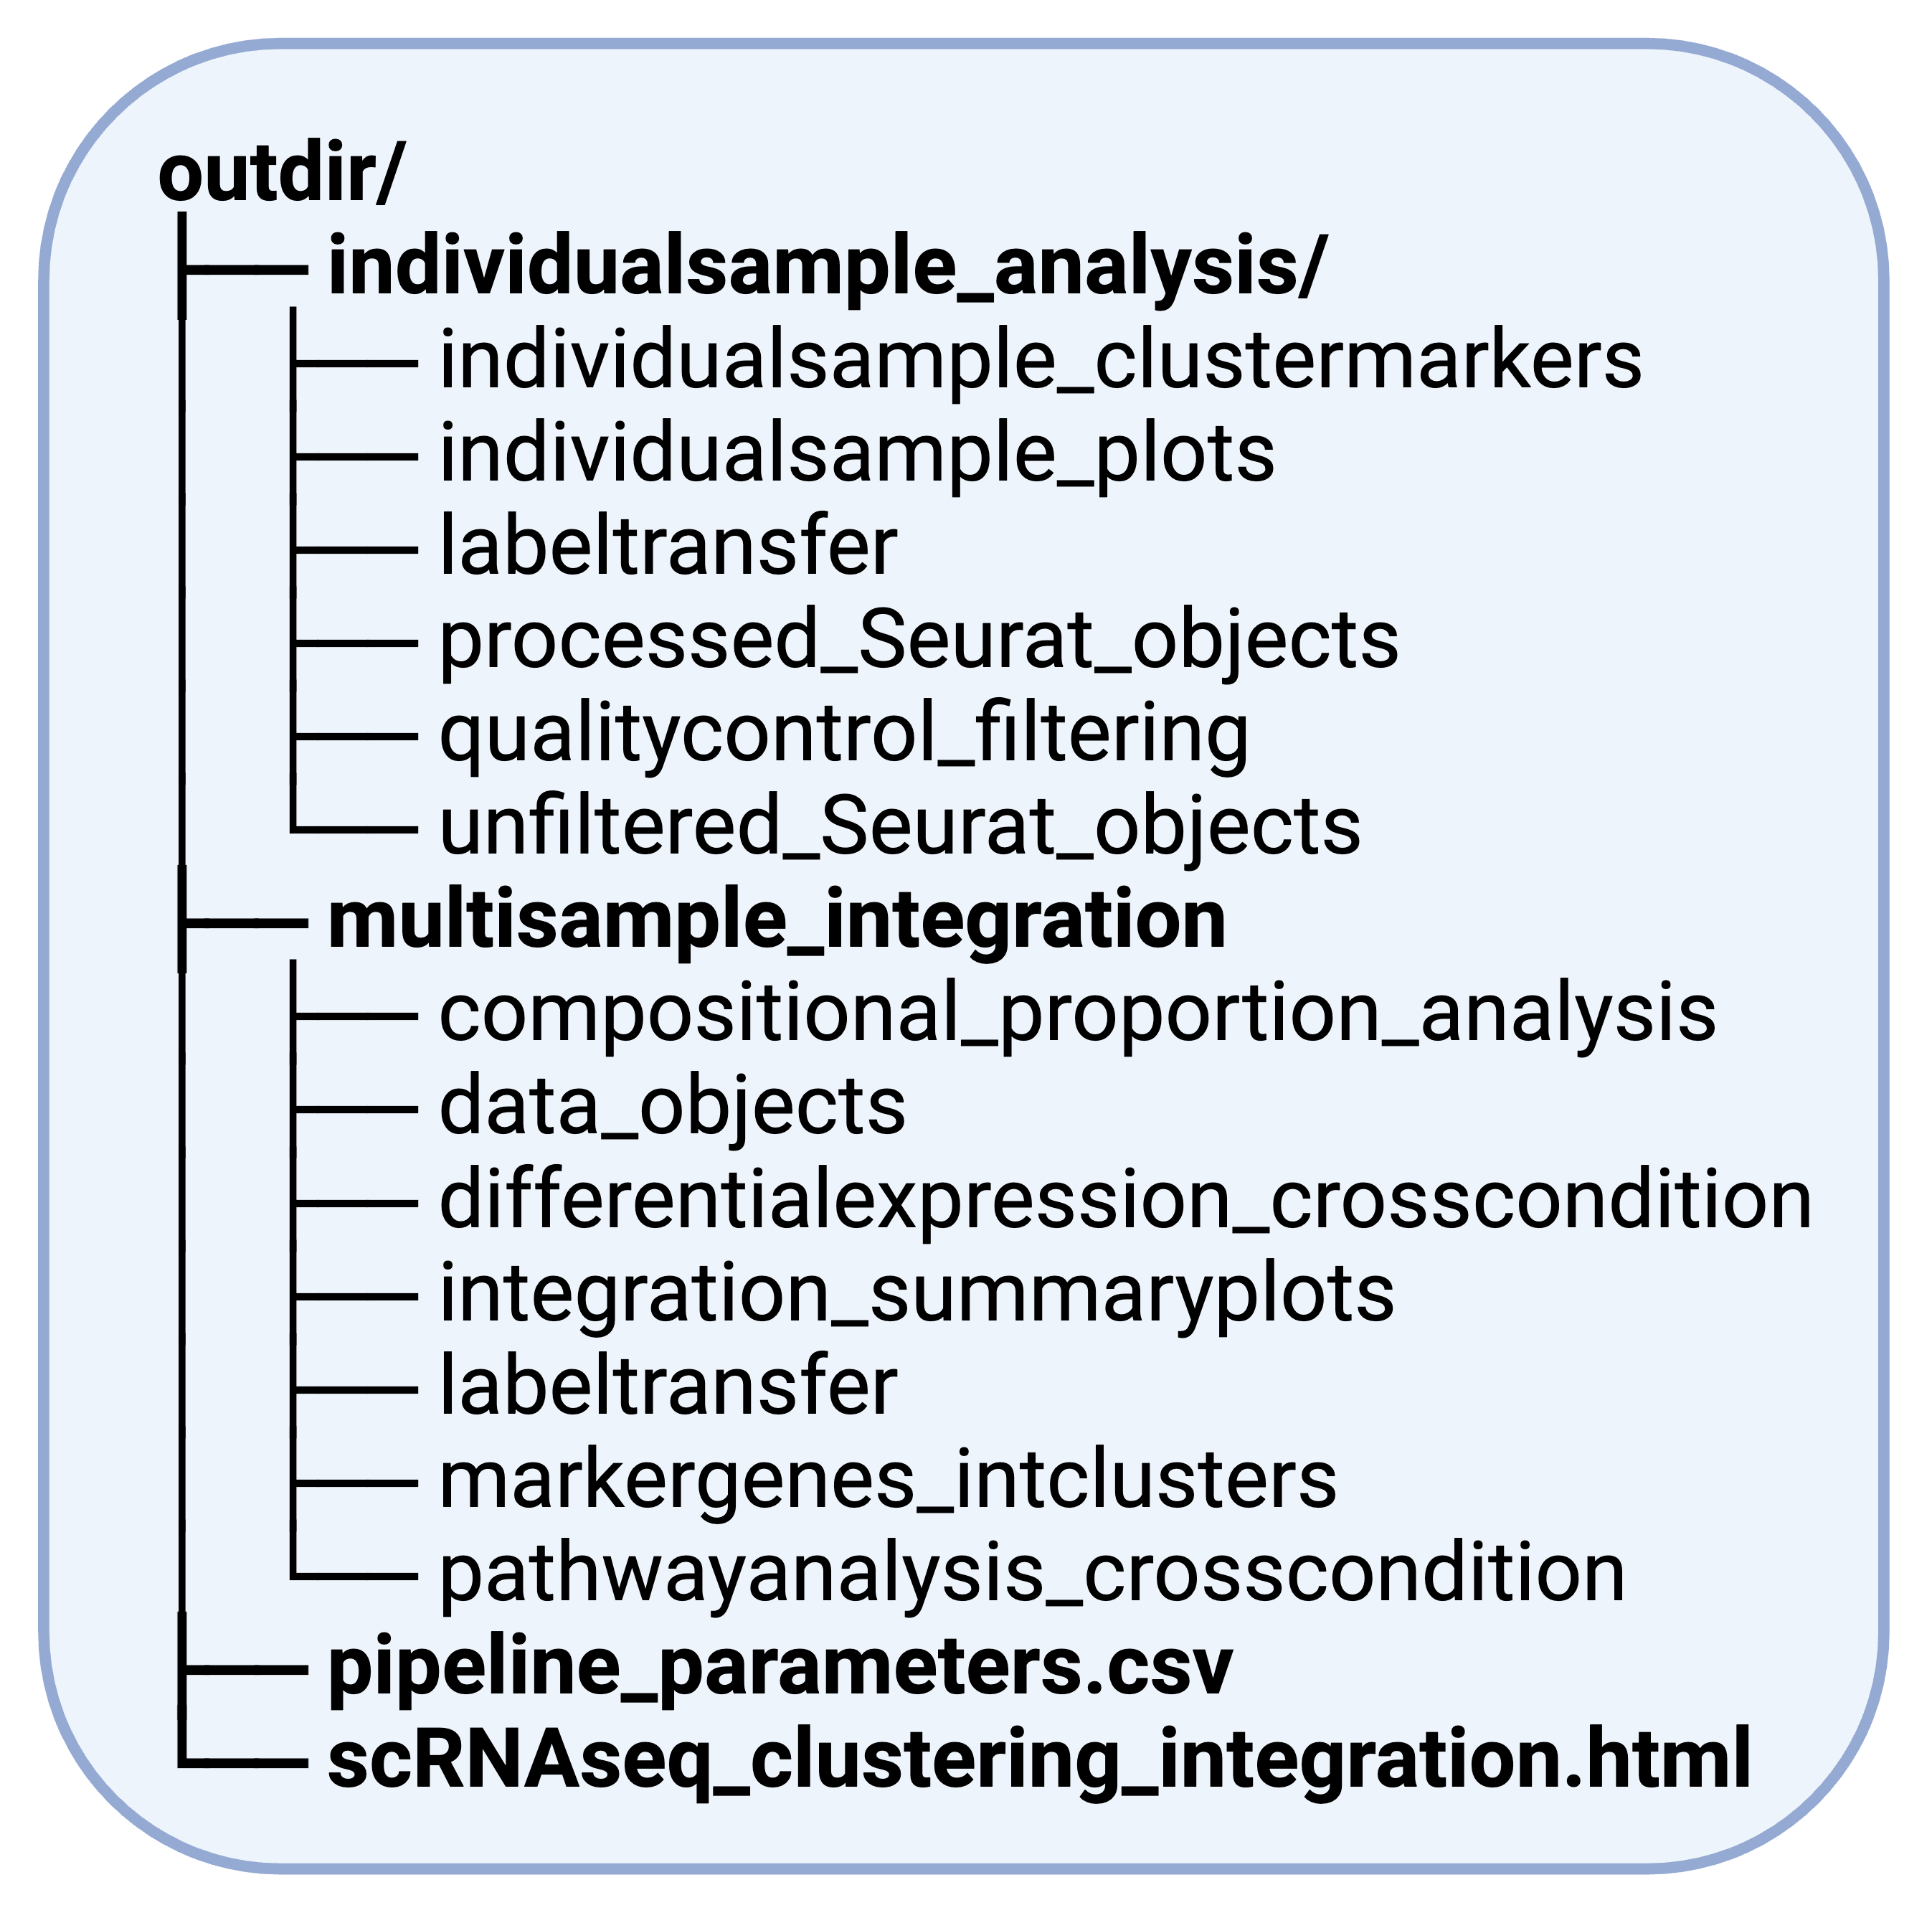 outdir/
individualsample_analysis/
individualsample_clustermarkers
individualsample_plots
labeltransfer
processed_Seurat_objects
qualitycontrol_filtering
unfiltered_Seurat_objects
multisample_integration
compositional_proportion_analysis
data_objects
differentialexpression_crosscondition
integration_summaryplots
labeltransfer
markergenes_intclusters
pathwayanalysis_crosscondition
pipeline_parameters.csv
scRNAseq_clustering_integration.html